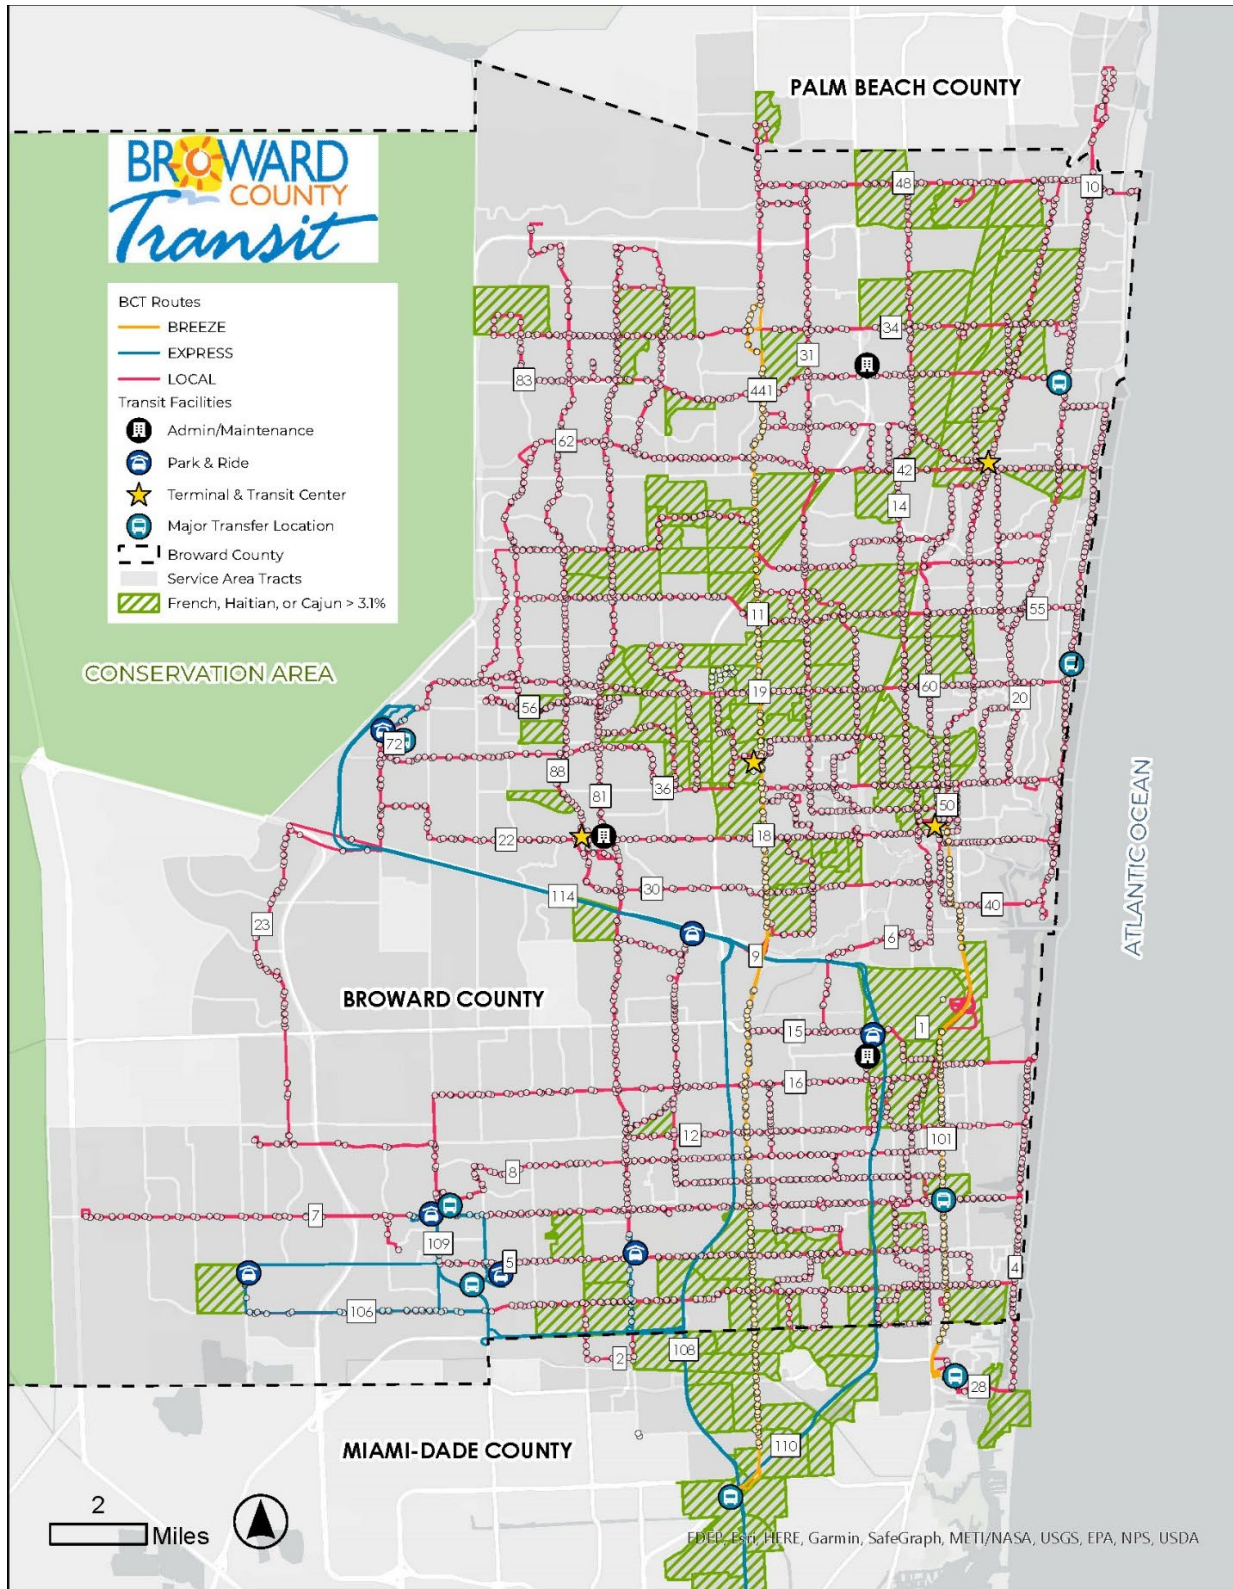 PALM BEACH COUNTY
BROWARD
COUNTY
Transit
48
10
BCT Routes
BREEZE
EXPRESS
LOCAL
Transit Facilities
Admin/Maintenance
Park & Ride
Terminal & Transit Center
Major Transfer Location
Broward County
Service Area Tracts
French, Haitian, or Cajun > 3.1%
34
31
83
441
62
42
14
11
55
CONSERVATION AREA
19
60
20
56
72
88
36
81
50
22
18
30
114
40
23
6
9
ATLANTIC OCEAN
BROWARD COUNTY
1
15
16
12
101
8
7
109
5
4
106
2
108
28
110
MIAMI-DADE COUNTY
2
Miles
FDEP, Esri, HERE, Garmin, SafeGraph, METI/NASA, USGS, EPA, NPS, USDA